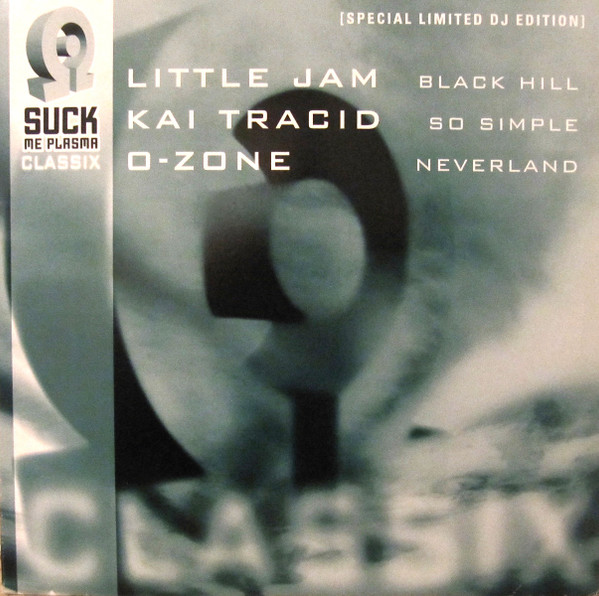 [SPECIAL LIMITED DJ EDITION]
SUCK
ME PLASMA
CLASSIX
LITTLE JAM BLACK HILL
KAI TRACID SO SIMPLE
O-ZONE NEVERLAND
CLASSIX